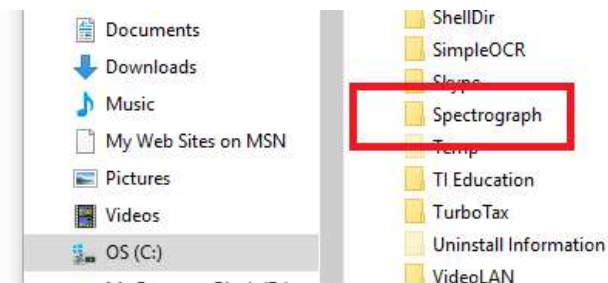 Documents
Downloads
Music
My Web Sites on MSN
Pictures
Videos
OS (C:)
ShellDir
SimpleOCR
Skype
Spectrograph
Temp
TI Education
TurboTax
Uninstall Information
VideoLAN